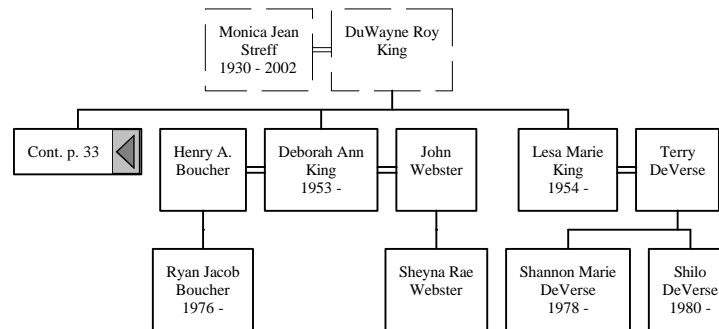 Monica Jean
Streff
1930 - 2002
DuWayne Roy
King
Cont. p. 33
Henry A.
Boucher
Deborah Ann
King
1953 -
John
Webster
Lesa Marie
King
1954 -
Terry
DeVerse
Ryan Jacob
Boucher
1976 -
Sheyna Rae
Webster
Shannon Marie
DeVerse
1978 -
Shilo
DeVerse
1980 -